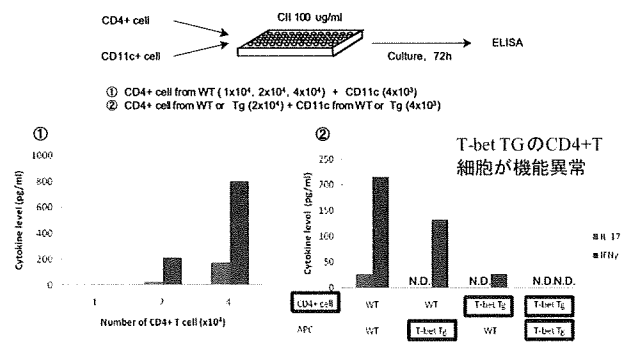 CD4+ cell
CD11c+ cell
CII 100 ug/ml
Culture, 72h
ELISA
① CD4+ cell from WT ( 1x10⁴, 2x10⁴, 4x10⁴) + CD11c (4x10³)
② CD4+ cell from WT or Tg (2x10⁴) + CD11c from WT or Tg (4x10³)
①
Cytokine level (pg/ml)
1000
800
600
400
200
0
1 2 4
Number of CD4+ T cell (x10⁴)
②
T-bet TGのCD4+T
細胞が機能異常
Cytokine level (pg/ml)
250
200
150
100
50
0
N.D. N.D. N.D.N.D.
IL-17
IFNγ
CD4+ cell WT WT T-bet Tg T-bet Tg
APC WT T-bet Tg WT T-bet Tg